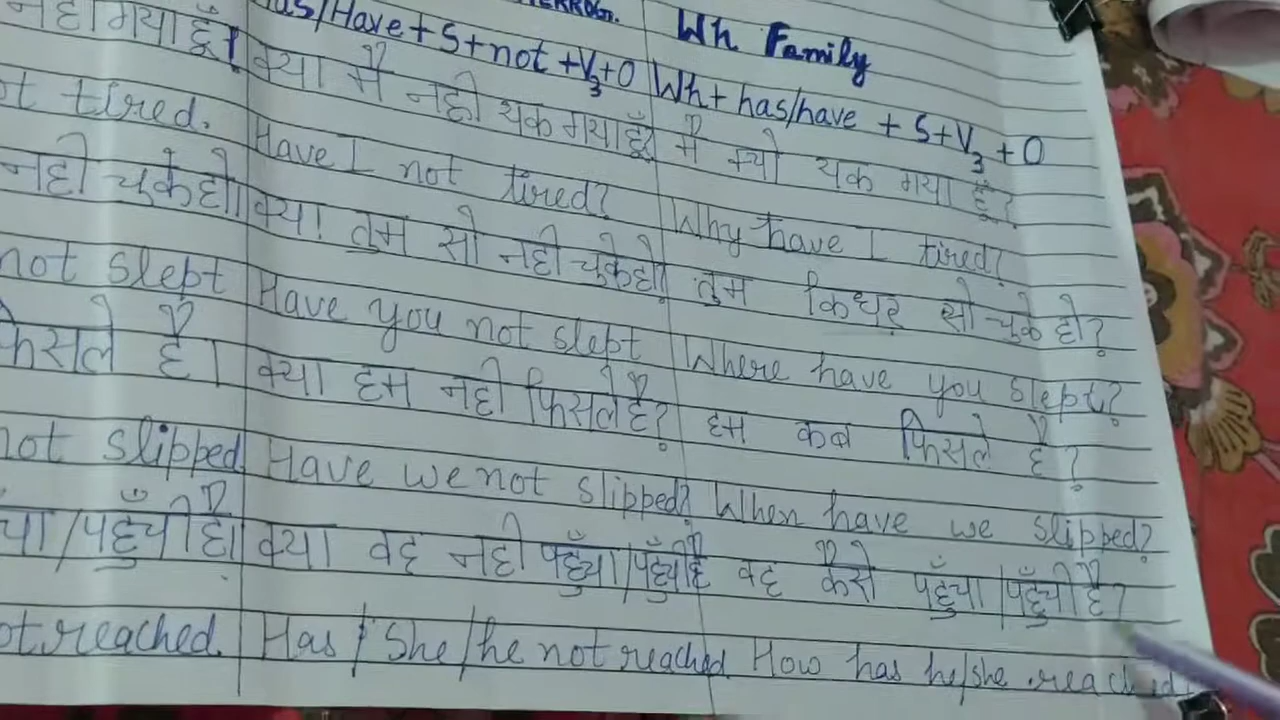 Wh Family
Has/Have + S + not + V3 + O Wh + has/have + S + V3 + O
नहीं गया हूँ। क्या मैं नहीं थक गया हूँ? मैं क्यों थक गया हूँ?
not tired. Have I not tired? Why have I tired?
नही चुके हो। क्या तुम सो नही चुके हो? तुम किधर सो चुके हो?
not slept Have you not slept Where have you slept?
फिसले हैं। क्या हम नही फिसले हैं? हम कब फिसले हैं?
not slipped Have we not slipped? When have we slipped?
/पहुँची है। क्या वह नही पहुँचा/पहुँची है वह कैसे पहुँचा/पहुँची है?
not reached. Has / She/he not reached. How has he/she reached